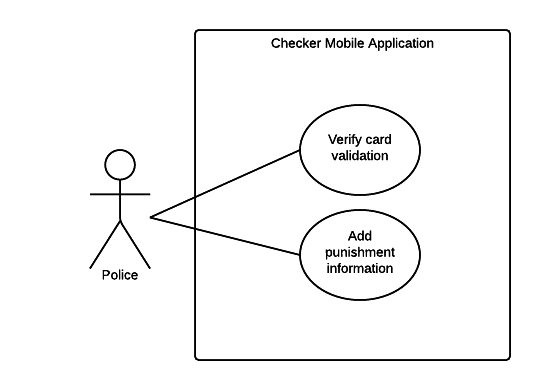 Checker Mobile Application
Verify card
validation
Add
punishment
information
Police